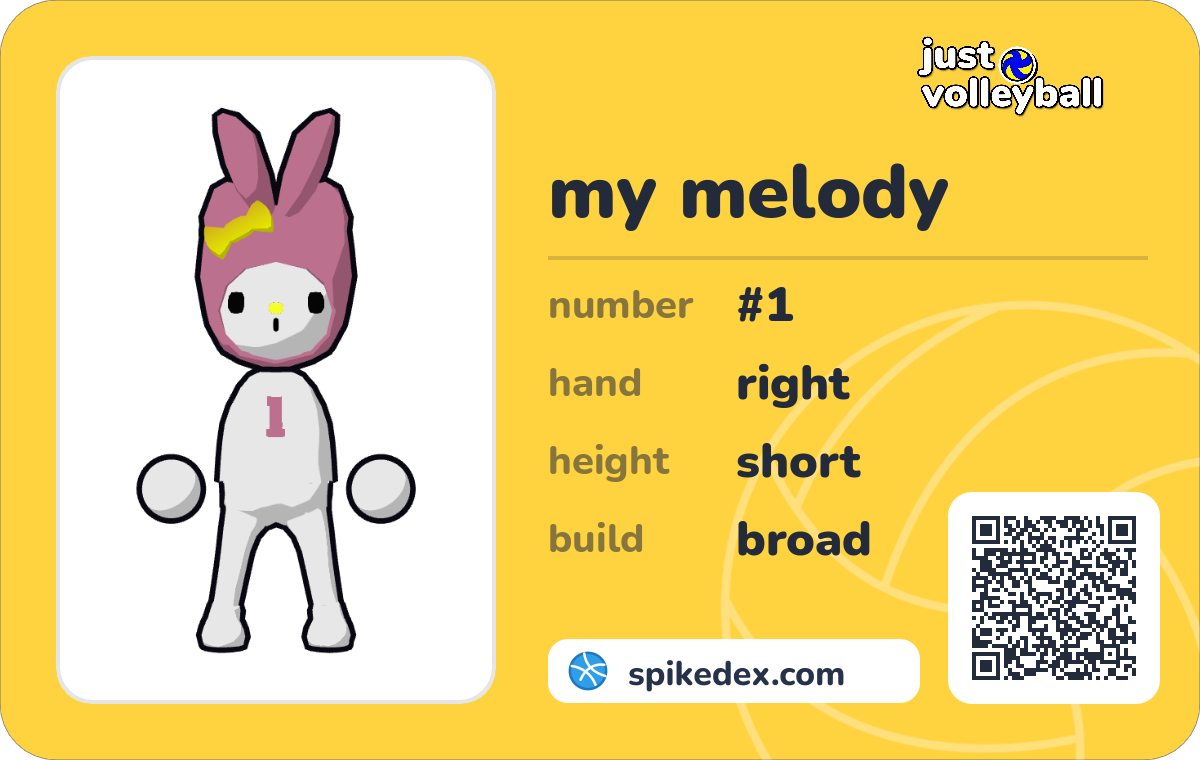 just
volleyball
my melody
number #1
hand right
height short
build broad
1
spikedex.com